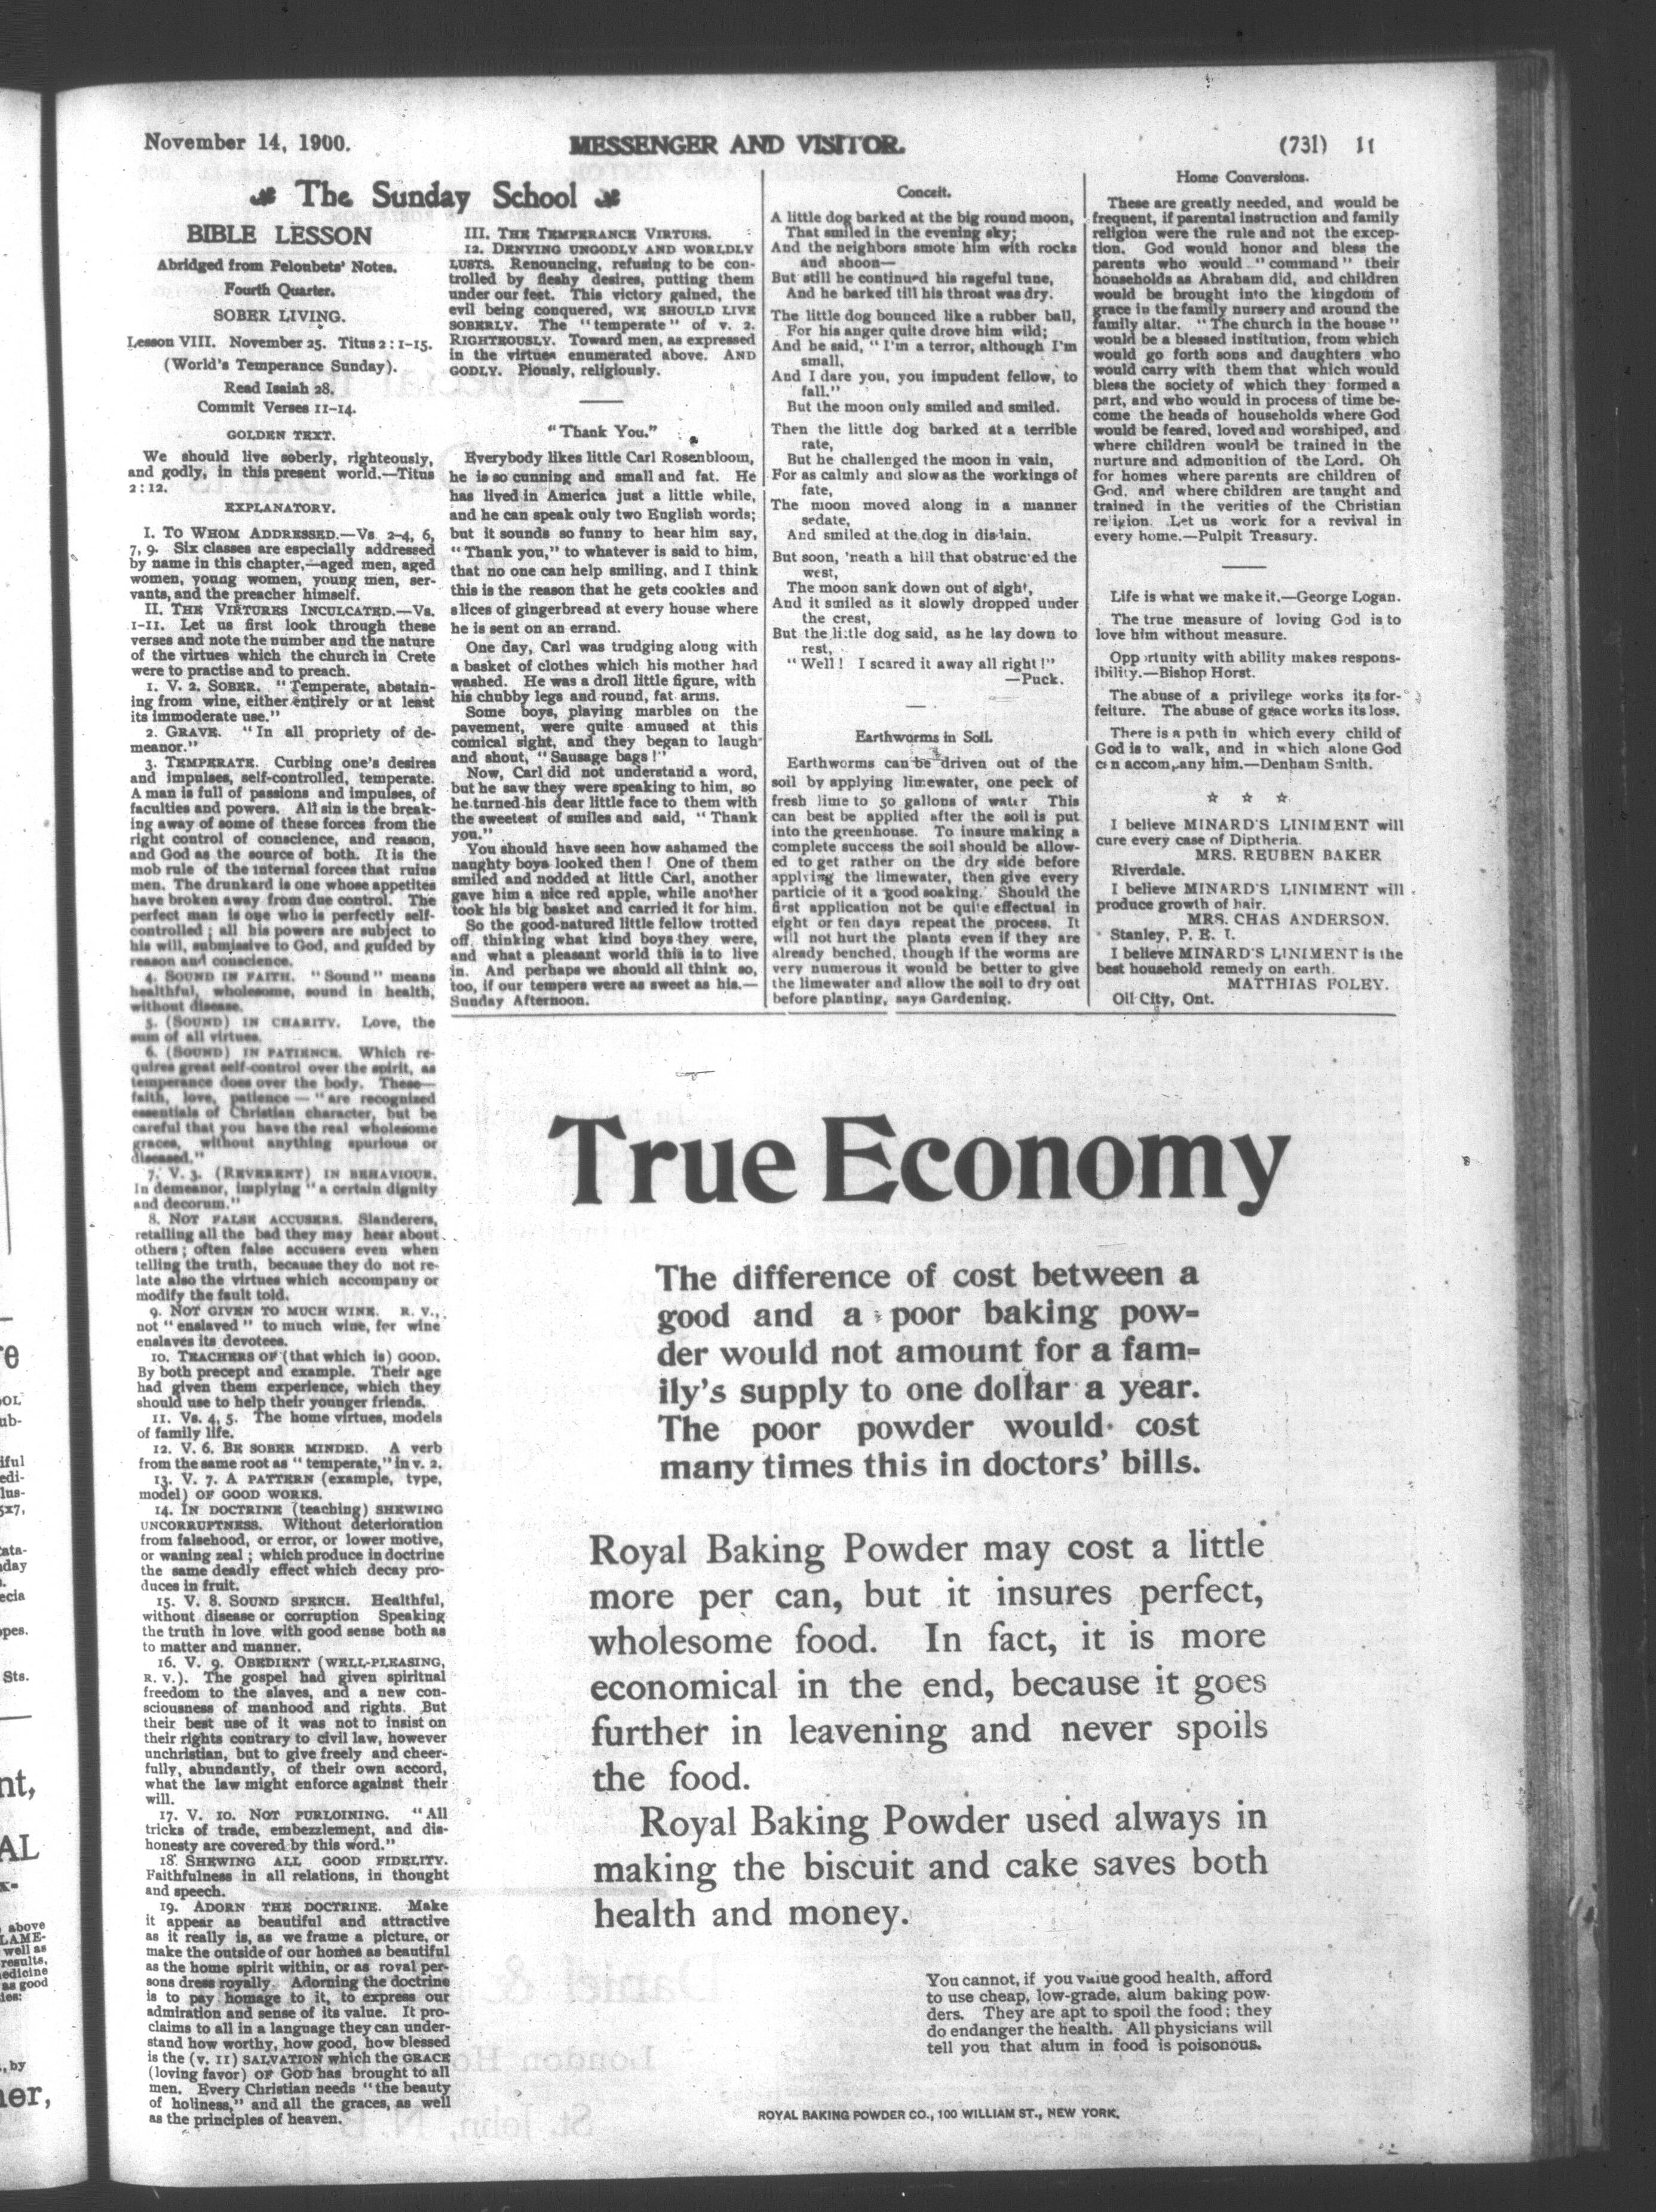 November 14, 1900.
MESSENGER AND VISITOR.
(731) 11
The Sunday School
BIBLE LESSON
Abridged from Peloubets' Notes.
Fourth Quarter.
SOBER LIVING.
Lesson VIII. November 25. Titus 2 : 1-15.
(World's Temperance Sunday).
Read Isaiah 28.
Commit Verses 11-14.
GOLDEN TEXT.
We should live soberly, righteously,
and godly, in this present world.—Titus
2 : 12.
EXPLANATORY.
I. TO WHOM ADDRESSED.—Vs. 2-4, 6,
7, 9. Six classes are especially addressed
by name in this chapter,—aged men, aged
women, young women, young men, ser-
vants, and the preacher himself.
II. THE VIRTURES INCULCATED.—Vs.
1-11. Let us first look through these
verses and note the number and the nature
of the virtues which the church in Crete
were to practise and to preach.
1. V. 2. SOBER. "Temperate, abstain-
ing from wine, either entirely or at least
its immoderate use."
2. GRAVE. "In all propriety of de-
meanor."
3. TEMPERATE. Curbing one's desires
and impulses, self-controlled, temperate.
A man is full of passions and impulses, of
faculties and powers. All sin is the break-
ing away of some of these forces from the
right control of conscience, and reason,
and God as the source of both. It is the
mob rule of the internal forces that ruins
men. The drunkard is one whose appetites
have broken away from due control. The
perfect man is one who is perfectly self-
controlled ; all his powers are subject to
his will, submissive to God, and guided by
reason and conscience.
4. SOUND IN FAITH. "Sound" means
healthful, wholesome, sound in health,
without disease.
5. (SOUND) IN CHARITY. Love, the
sum of all virtues.
6. (SOUND) IN PATIENCE. Which re-
quires great self-control over the spirit, as
temperance does over the body. These—
faith, love, patience — "are recognized
essentials of Christian character, but be
careful that you have the real wholesome
graces, without anything spurious or
diseased."
7. V. 3. (REVERENT) IN BEHAVIOUR.
In demeanor, implying "a certain dignity
and decorum."
8. NOT FALSE ACCUSERS. Slanderers,
retailing all the bad they may hear about
others ; often false accusers even when
telling the truth, because they do not re-
late also the virtues which accompany or
modify the fault told.
9. NOT GIVEN TO MUCH WINE. R. V.,
not "enslaved" to much wine, for wine
enslaves its devotees.
10. TEACHERS OF (that which is) GOOD.
By both precept and example. Their age
had given them experience, which they
should use to help their younger friends.
11. Vs. 4, 5. The home virtues, models
of family life.
12. V. 6. BE SOBER MINDED. A verb
from the same root as "temperate," in v. 2.
13. V. 7. A PATTERN (example, type,
model) OF GOOD WORKS.
14. IN DOCTRINE (teaching) SHEWING
UNCORRUPTNESS. Without deterioration
from falsehood, or error, or lower motive,
or waning zeal ; which produce in doctrine
the same deadly effect which decay pro-
duces in fruit.
15. V. 8. SOUND SPEECH. Healthful,
without disease or corruption Speaking
the truth in love with good sense both as
to matter and manner.
16. V. 9. OBEDIENT (WELL-PLEASING,
R. V.). The gospel had given spiritual
freedom to the slaves, and a new con-
sciousness of manhood and rights. But
their best use of it was not to insist on
their rights contrary to civil law, however
unchristian, but to give freely and cheer-
fully, abundantly, of their own accord,
what the law might enforce against their
will.
17. V. 10. NOT PURLOINING. "All
tricks of trade, embezzlement, and dis-
honesty are covered by this word."
18. SHEWING ALL GOOD FIDELITY.
Faithfulness in all relations, in thought
and speech.
19. ADORN THE DOCTRINE. Make
it appear as beautiful and attractive
as it really is, as we frame a picture, or
make the outside of our homes as beautiful
as the home spirit within, or as royal per-
sons dress royally. Adorning the doctrine
is to pay homage to it, to express our
admiration and sense of its value. It pro-
claims to all in a language they can under-
stand how worthy, how good, how blessed
is the (v. 11) SALVATION which the GRACE
(loving favor) OF GOD has brought to all
men. Every Christian needs "the beauty
of holiness," and all the graces, as well
as the principles of heaven.
III. THE TEMPERANCE VIRTUES.
12. DENYING UNGODLY AND WORLDLY
LUSTS. Renouncing, refusing to be con-
trolled by fleshy desires, putting them
under our feet. This victory gained, the
evil being conquered, WE SHOULD LIVE
SOBERLY. The "temperate" of v. 2.
RIGHTEOUSLY. Toward men, as expressed
in the virtues enumerated above. AND
GODLY. Piously, religiously.
"Thank You."
Everybody likes little Carl Rosenbloom,
he is so cunning and small and fat. He
has lived in America just a little while,
and he can speak only two English words;
but it sounds so funny to hear him say,
"Thank you," to whatever is said to him,
that no one can help smiling, and I think
this is the reason that he gets cookies and
slices of gingerbread at every house where
he is sent on an errand.
One day, Carl was trudging along with
a basket of clothes which his mother had
washed. He was a droll little figure, with
his chubby legs and round, fat arms.
Some boys, playing marbles on the
pavement, were quite amused at this
comical sight, and they began to laugh
and shout, "Sausage bags !"
Now, Carl did not understand a word,
but he saw they were speaking to him, so
he turned his dear little face to them with
the sweetest of smiles and said, "Thank
you."
You should have seen how ashamed the
naughty boys looked then ! One of them
smiled and nodded at little Carl, another
gave him a nice red apple, while another
took his big basket and carried it for him.
So the good-natured little fellow trotted
off, thinking what kind boys they were,
and what a pleasant world this is to live
in. And perhaps we should all think so,
too, if our tempers were as sweet as his.—
Sunday Afternoon.
Conceit.
A little dog barked at the big round moon,
That smiled in the evening sky;
And the neighbors smote him with rocks
and shoon—
But still he continued his rageful tune,
And he barked till his throat was dry.
The little dog bounced like a rubber ball,
For his anger quite drove him wild;
And he said, "I'm a terror, although I'm
small,
And I dare you, you impudent fellow, to
fall."
But the moon only smiled and smiled.
Then the little dog barked at a terrible
rate,
But he challenged the moon in vain,
For as calmly and slow as the workings of
fate,
The moon moved along in a manner
sedate,
And smiled at the dog in disdain.
But soon, 'neath a hill that obstructed the
west,
The moon sank down out of sight,
And it smiled as it slowly dropped under
the crest,
But the little dog said, as he lay down to
rest,
"Well ! I scared it away all right !"
—Puck.
Earthworms in Soil.
Earthworms can be driven out of the
soil by applying limewater, one peck of
fresh lime to 50 gallons of water This
can best be applied after the soil is put
into the greenhouse. To insure making a
complete success the soil should be allow-
ed to get rather on the dry side before
applying the limewater, then give every
particle of it a good soaking. Should the
first application not be quite effectual in
eight or ten days repeat the process. It
will not hurt the plants even if they are
already benched, though if the worms are
very numerous it would be better to give
the limewater and allow the soil to dry out
before planting, says Gardening.
Home Conversions.
These are greatly needed, and would be
frequent, if parental instruction and family
religion were the rule and not the excep-
tion. God would honor and bless the
parents who would "command" their
households as Abraham did, and children
would be brought into the kingdom of
grace in the family nursery and around the
family altar. "The church in the house"
would be a blessed institution, from which
would go forth sons and daughters who
would carry with them that which would
bless the society of which they formed a
part, and who would in process of time be-
come the heads of households where God
would be feared, loved and worshiped, and
where children would be trained in the
nurture and admonition of the Lord. Oh
for homes where parents are children of
God, and where children are taught and
trained in the verities of the Christian
religion. Let us work for a revival in
every home.—Pulpit Treasury.
Life is what we make it.—George Logan.
The true measure of loving God is to
love him without measure.
Opportunity with ability makes respons-
ibility.—Bishop Horst.
The abuse of a privilege works its for-
feiture. The abuse of grace works its loss.
There is a path in which every child of
God is to walk, and in which alone God
can accompany him.—Denham Smith.
I believe MINARD'S LINIMENT will
cure every case of Diptheria.
MRS. REUBEN BAKER
Riverdale.
I believe MINARD'S LINIMENT will
produce growth of hair.
MRS. CHAS ANDERSON.
Stanley, P. E. I.
I believe MINARD'S LINIMENT is the
best household remedy on earth.
MATTHIAS FOLEY.
Oil City, Ont.
True Economy
The difference of cost between a
good and a poor baking pow-
der would not amount for a fam-
ily's supply to one dollar a year.
The poor powder would cost
many times this in doctors' bills.
Royal Baking Powder may cost a little
more per can, but it insures perfect,
wholesome food. In fact, it is more
economical in the end, because it goes
further in leavening and never spoils
the food.
Royal Baking Powder used always in
making the biscuit and cake saves both
health and money.
You cannot, if you value good health, afford
to use cheap, low-grade, alum baking pow-
ders. They are apt to spoil the food ; they
do endanger the health. All physicians will
tell you that alum in food is poisonous.
ROYAL BAKING POWDER CO., 100 WILLIAM ST., NEW YORK.